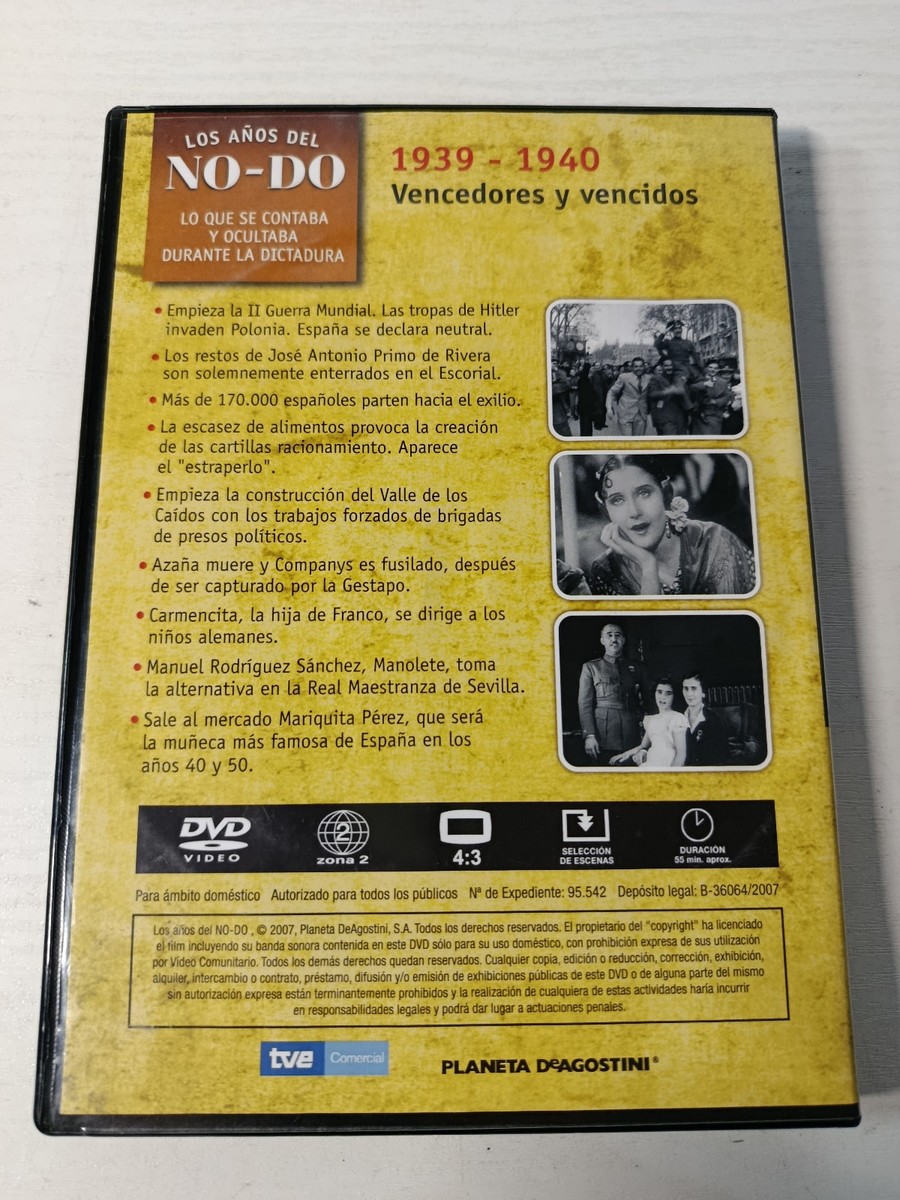 LOS AÑOS DEL
NO-DO
LO QUE SE CONTABA
Y OCULTABA
DURANTE LA DICTADURA
1939 - 1940
Vencedores y vencidos
• Empieza la II Guerra Mundial. Las tropas de Hitler
invaden Polonia. España se declara neutral.
• Los restos de José Antonio Primo de Rivera
son solemnemente enterrados en el Escorial.
• Más de 170.000 españoles parten hacia el exilio.
• La escasez de alimentos provoca la creación
de las cartillas racionamiento. Aparece
el "estraperlo".
• Empieza la construcción del Valle de los
Caídos con los trabajos forzados de brigadas
de presos políticos.
• Azaña muere y Companys es fusilado, después
de ser capturado por la Gestapo.
• Carmencita, la hija de Franco, se dirige a los
niños alemanes.
• Manuel Rodríguez Sánchez, Manolete, toma
la alternativa en la Real Maestranza de Sevilla.
• Sale al mercado Mariquita Pérez, que será
la muñeca más famosa de España en los
años 40 y 50.
DVD
VIDEO
2
zona 2
4:3
SELECCIÓN
DE ESCENAS
DURACIÓN
55 min. aprox.
Para ámbito doméstico Autorizado para todos los públicos Nª de Expediente: 95.542 Depósito legal: B-36064/2007
Los años del NO-DO , © 2007, Planeta DeAgostini, S.A. Todos los derechos reservados. El propietario del "copyright" ha licenciado
el film incluyendo su banda sonora contenida en este DVD sólo para su uso doméstico, con prohibición expresa de sus utilización
por Video Comunitario. Todos los demás derechos quedan reservados. Cualquier copia, edición o reducción, corrección, exhibición,
alquiler, intercambio o contrato, préstamo, difusión y/o emisión de exhibiciones públicas de este DVD o de alguna parte del mismo
sin autorización expresa están terminantemente prohibidos y la realización de cualquiera de estas actividades haría incurrir
en responsabilidades legales y podrá dar lugar a actuaciones penales.
tve Comercial
PLANETA DeAGOSTINI®